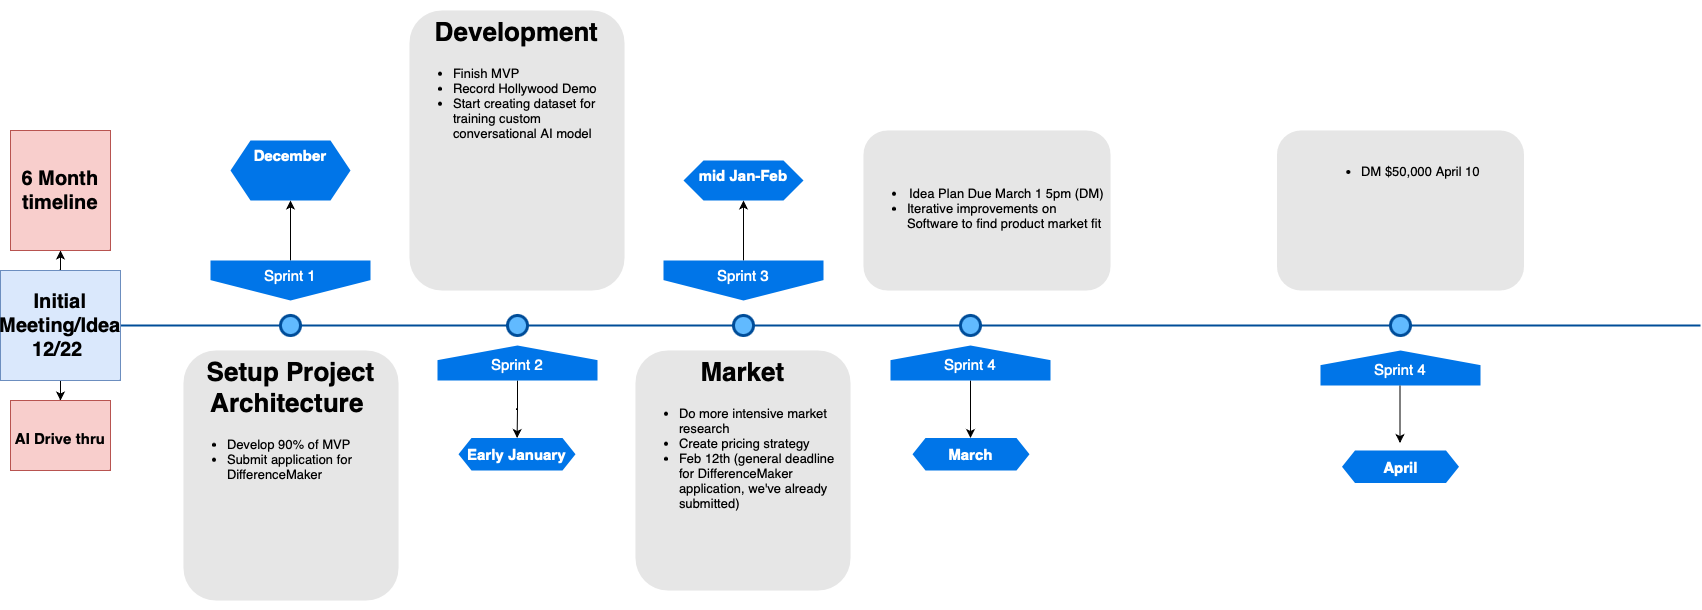 6 Month
timeline
Initial
Meeting/Idea
12/22
AI Drive thru
December
Sprint 1
Setup Project
Architecture
• Develop 90% of MVP
• Submit application for
DifferenceMaker
Development
• Finish MVP
• Record Hollywood Demo
• Start creating dataset for
training custom
conversational AI model
Sprint 2
Early January
mid Jan-Feb
Sprint 3
Market
• Do more intensive market
research
• Create pricing strategy
• Feb 12th (general deadline
for DifferenceMaker
application, we've already
submitted)
• Idea Plan Due March 1 5pm (DM)
• Iterative improvements on
Software to find product market fit
Sprint 4
March
• DM $50,000 April 10
Sprint 4
April